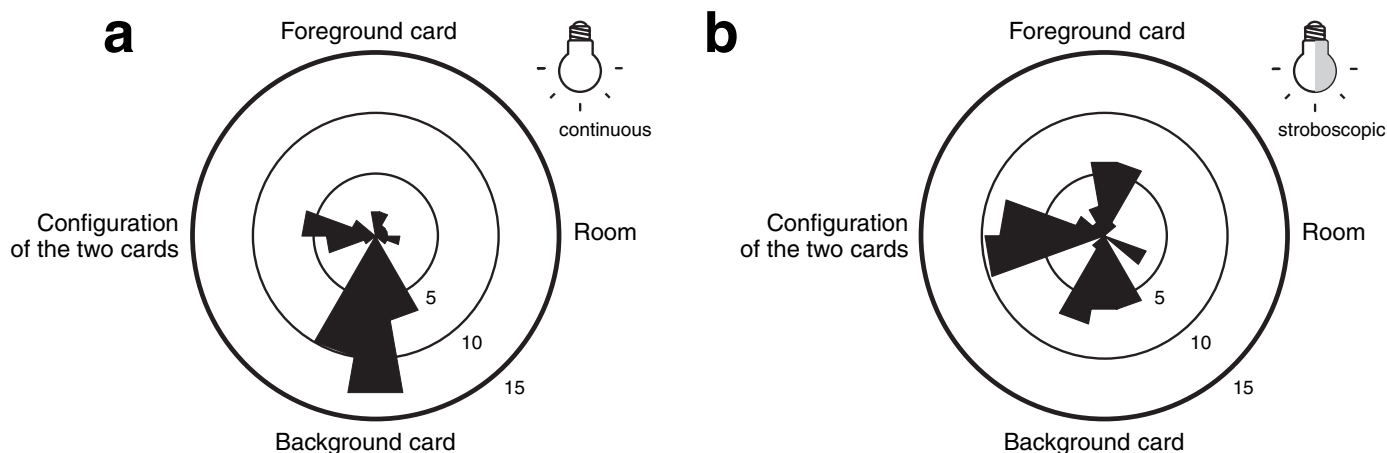 a
Foreground card
continuous
Configuration
of the two cards
Room
5
10
15
Background card
b
Foreground card
stroboscopic
Configuration
of the two cards
Room
5
10
15
Background card